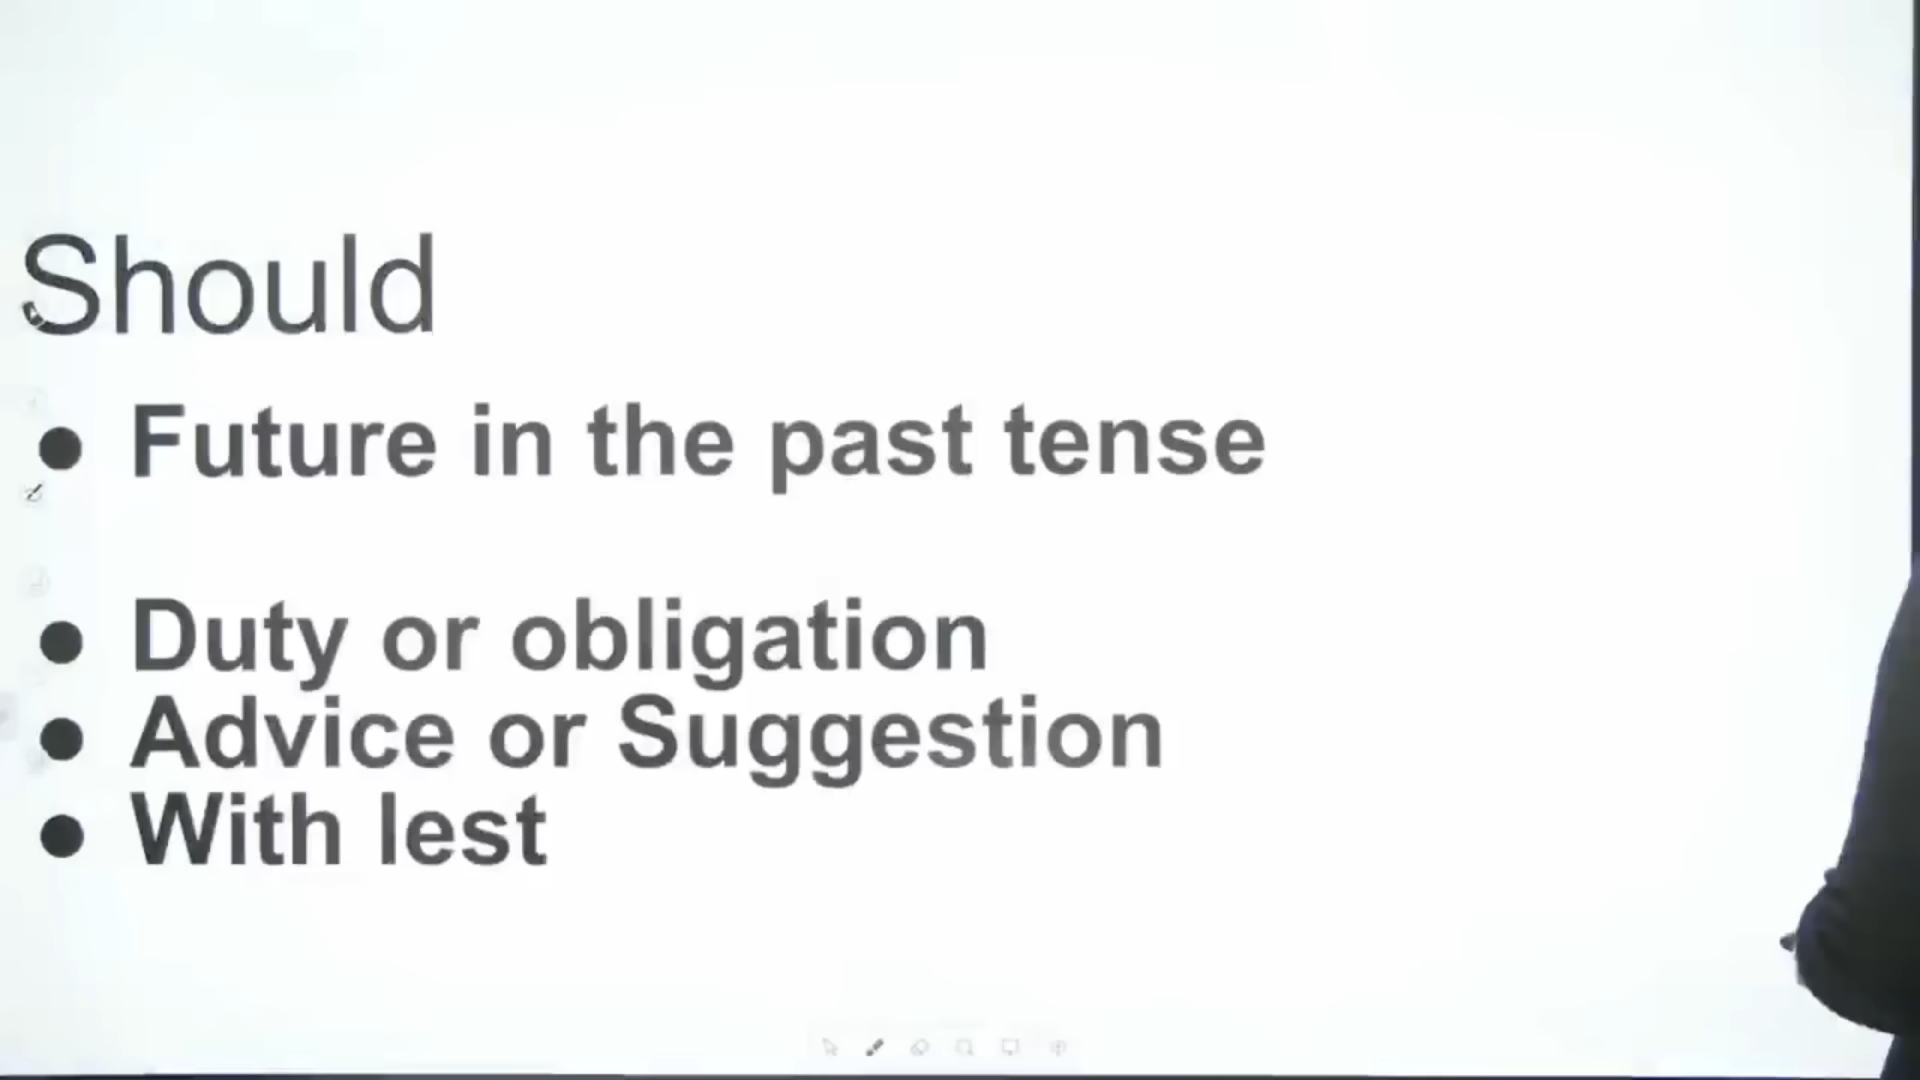 Should
• Future in the past tense
• Duty or obligation
• Advice or Suggestion
• With lest